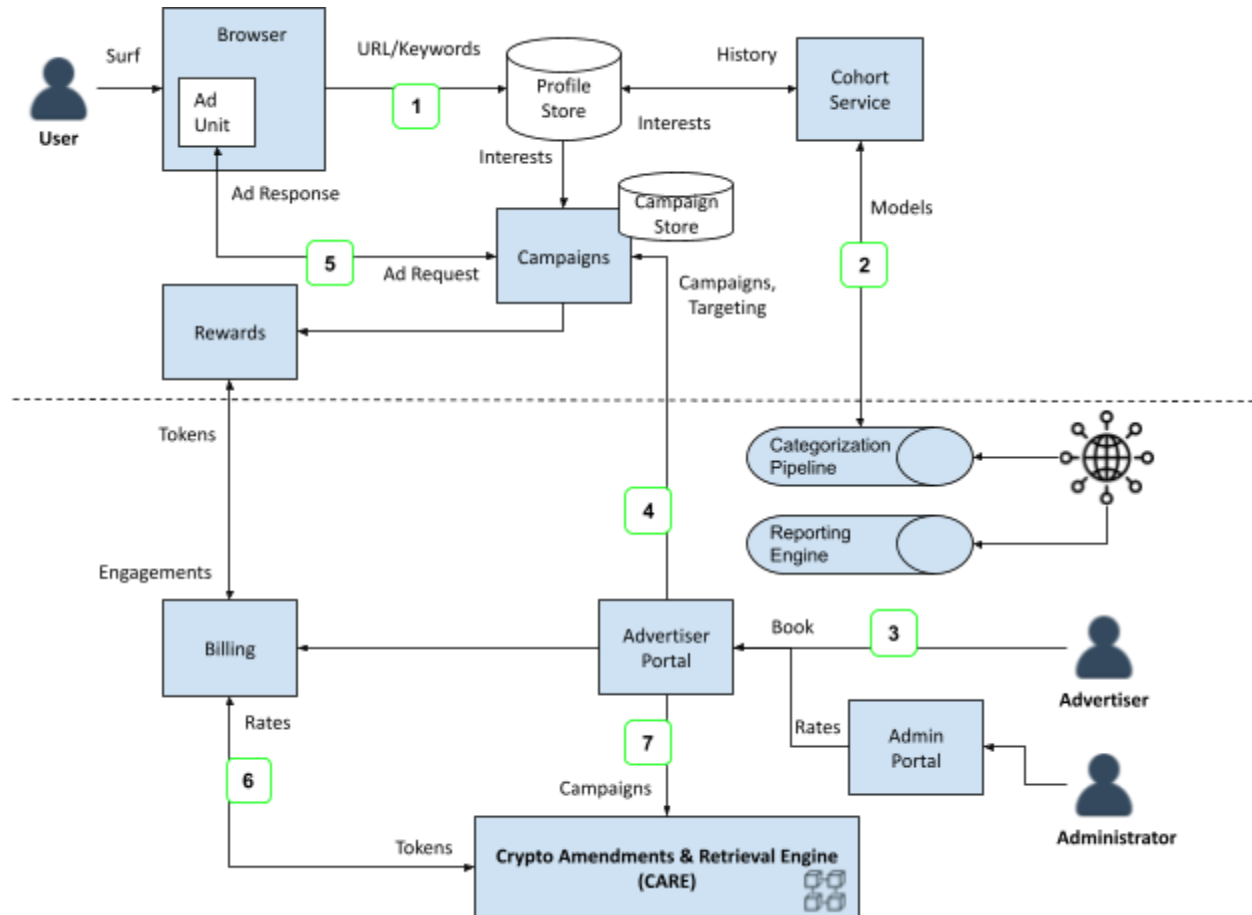 Browser
Surf
URL/Keywords
History
Ad
Unit
1
Profile
Store
Cohort
Service
User
Interests
Interests
Ad Response
Campaign
Store
Models
5
Ad Request
Campaigns
2
Campaigns,
Targeting
Rewards
Tokens
Categorization
Pipeline
4
Reporting
Engine
Engagements
Billing
Advertiser
Portal
Book
3
Advertiser
Rates
7
Rates
Admin
Portal
6
Campaigns
Administrator
Tokens
Crypto Amendments & Retrieval Engine
(CARE)